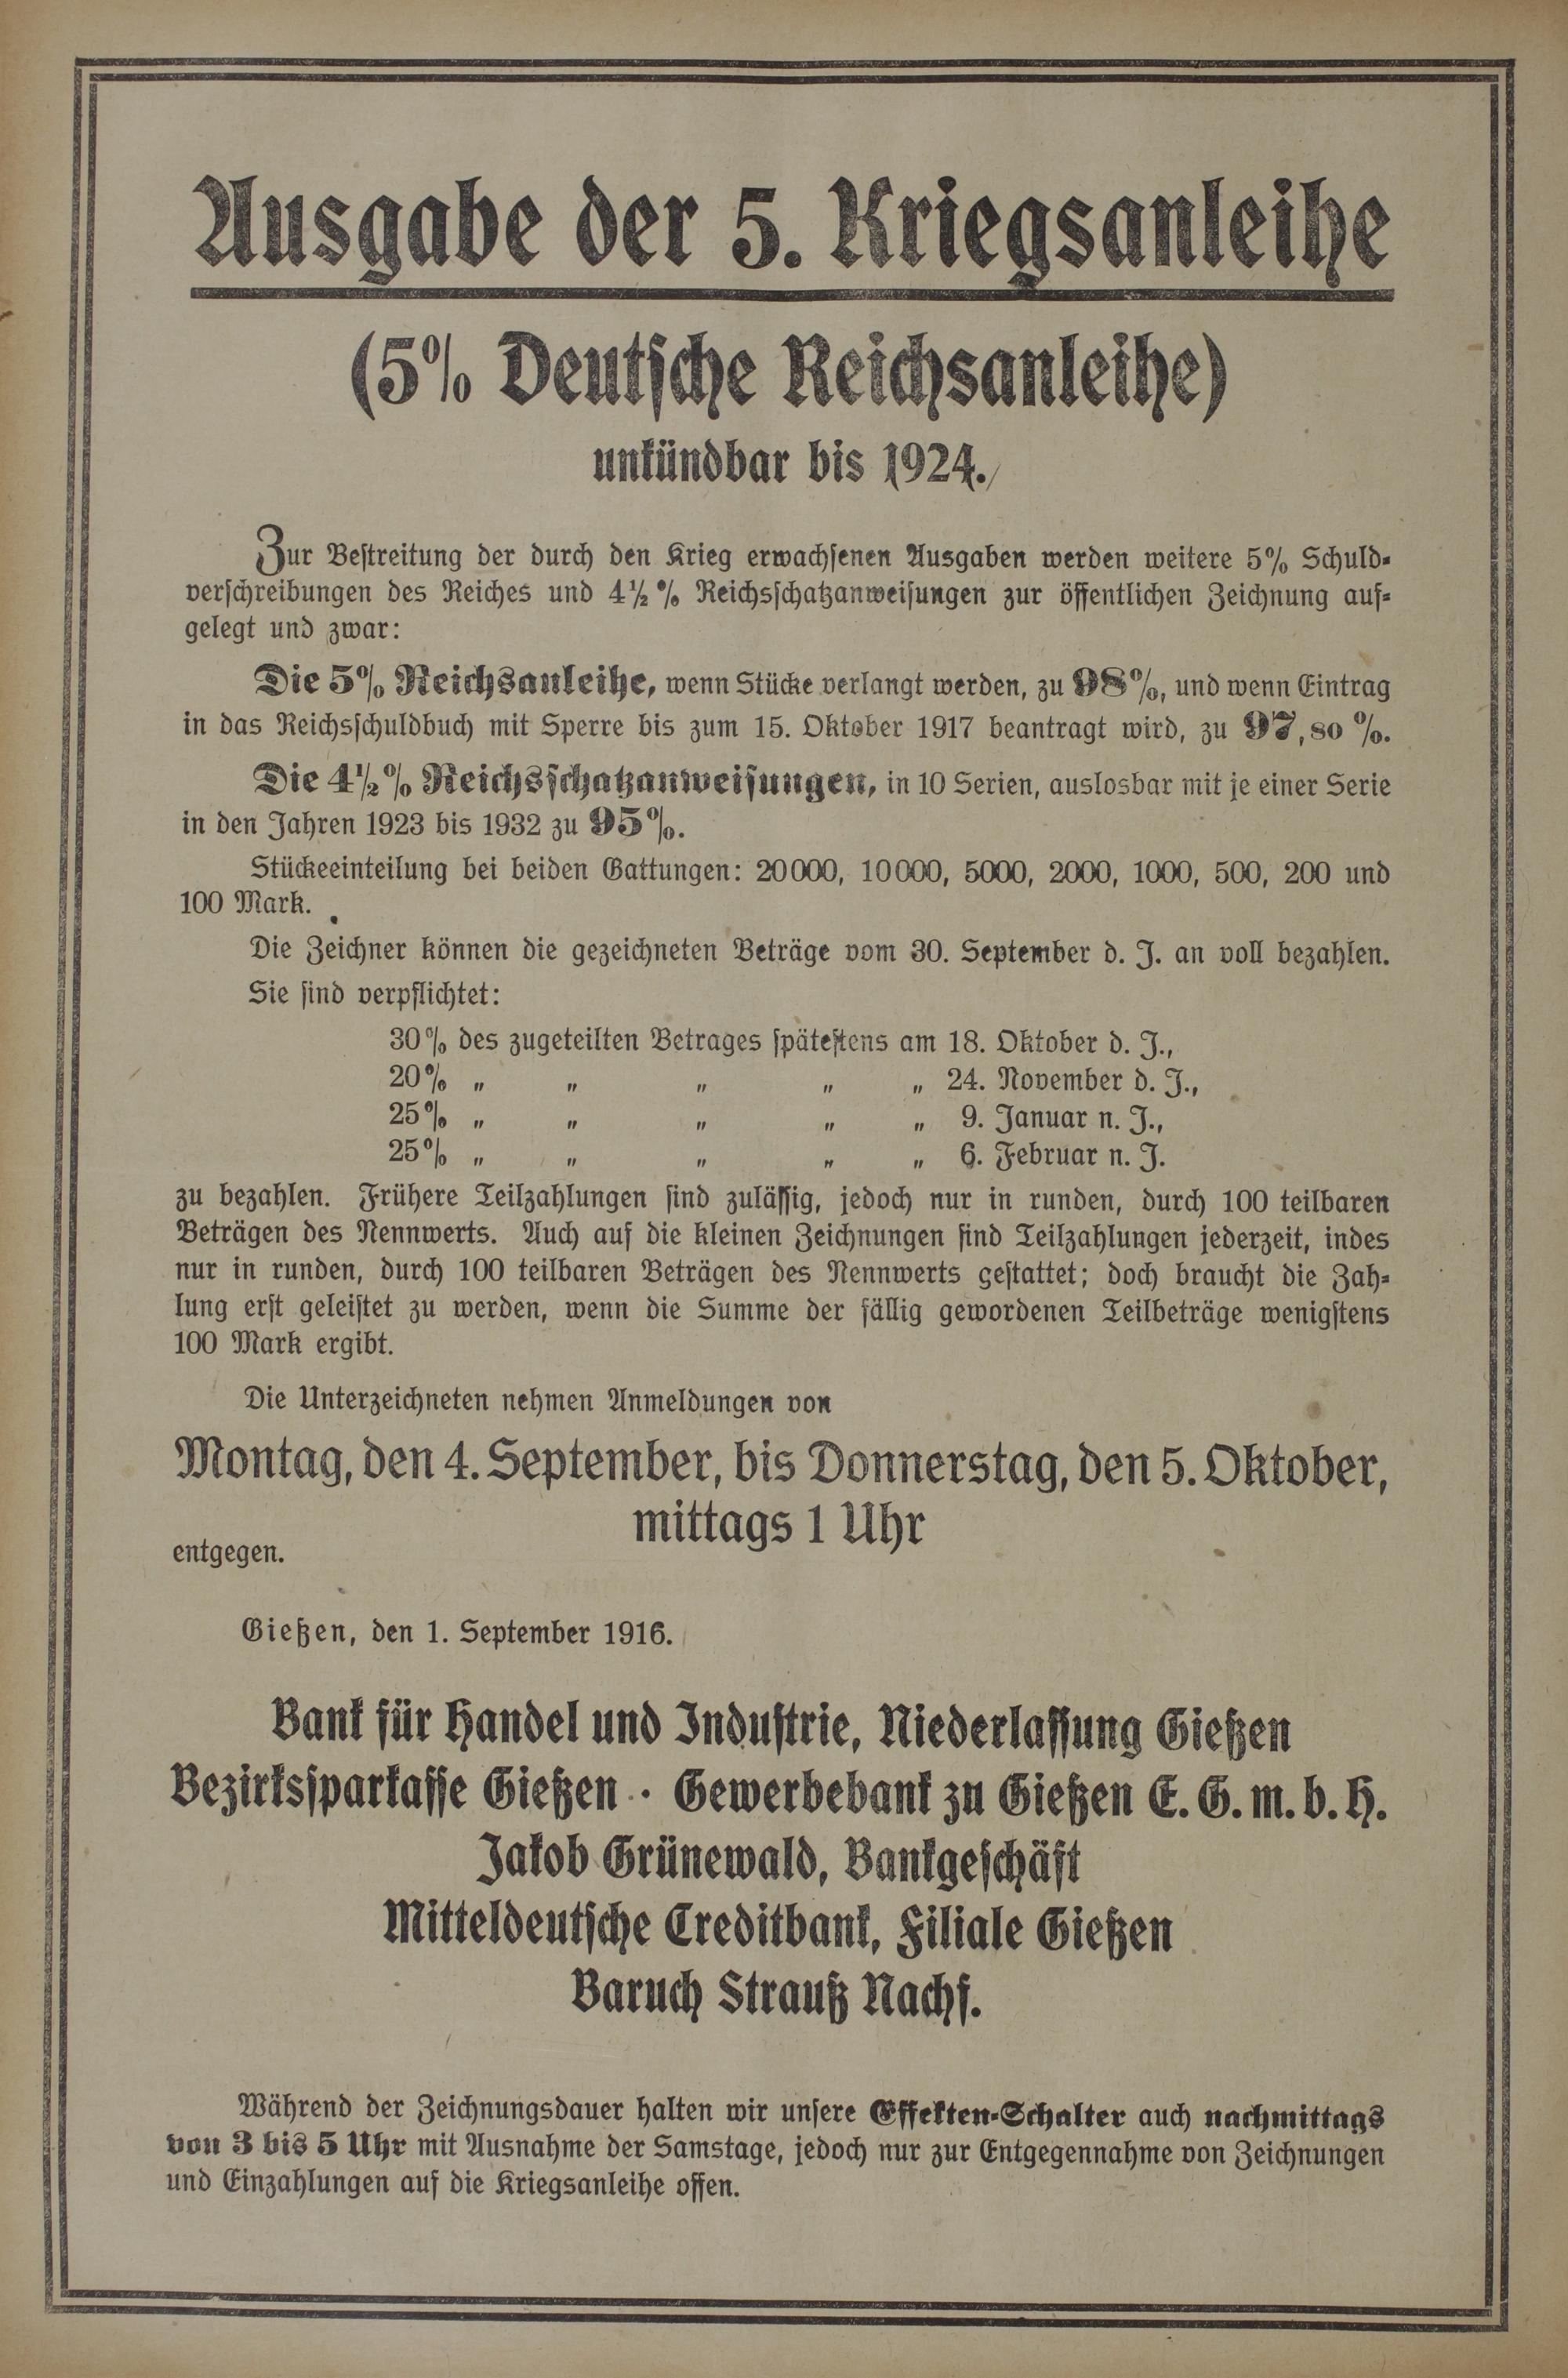 Ausgabe der 5. Kriegsanleihe
(5% Deutsche Reichsanleihe)
unkündbar bis 1924.
Zur Bestreitung der durch den Krieg erwachsenen Ausgaben werden weitere 5% Schuld-
verschreibungen des Reiches und 4½% Reichsschatzanweisungen zur öffentlichen Zeichnung auf-
gelegt und zwar:
Die 5% Reichsanleihe, wenn Stücke verlangt werden, zu 98%, und wenn Eintrag
in das Reichsschuldbuch mit Sperre bis zum 15. Oktober 1917 beantragt wird, zu 97,80 %.
Die 4½% Reichsschatzanweisungen, in 10 Serien, auslosbar mit je einer Serie
in den Jahren 1923 bis 1932 zu 95%.
Stückeeinteilung bei beiden Gattungen: 20000, 10000, 5000, 2000, 1000, 500, 200 und
100 Mark.
Die Zeichner können die gezeichneten Beträge vom 30. September d. J. an voll bezahlen.
Sie sind verpflichtet:
30% des zugeteilten Betrages spätestens am 18. Oktober d. J.,
20% „ „ „ „ „ 24. November d. J.,
25% „ „ „ „ „ 9. Januar n. J.,
25% „ „ „ „ „ 6. Februar n. J.
zu bezahlen. Frühere Teilzahlungen sind zulässig, jedoch nur in runden, durch 100 teilbaren
Beträgen des Nennwerts. Auch auf die kleinen Zeichnungen sind Teilzahlungen jederzeit, indes
nur in runden, durch 100 teilbaren Beträgen des Nennwerts gestattet; doch braucht die Zah-
lung erst geleistet zu werden, wenn die Summe der fällig gewordenen Teilbeträge wenigstens
100 Mark ergibt.
Die Unterzeichneten nehmen Anmeldungen von
Montag, den 4. September, bis Donnerstag, den 5. Oktober,
mittags 1 Uhr
entgegen.
Gießen, den 1. September 1916.
Bank für Handel und Industrie, Niederlassung Gießen
Bezirkssparkasse Gießen · Gewerbebank zu Gießen E. G. m. b. H.
Jakob Grünewald, Bankgeschäft
Mitteldeutsche Creditbank, Filiale Gießen
Baruch Strauß Nachf.
Während der Zeichnungsdauer halten wir unsere Effekten-Schalter auch nachmittags
von 3 bis 5 Uhr mit Ausnahme der Samstage, jedoch nur zur Entgegennahme von Zeichnungen
und Einzahlungen auf die Kriegsanleihe offen.